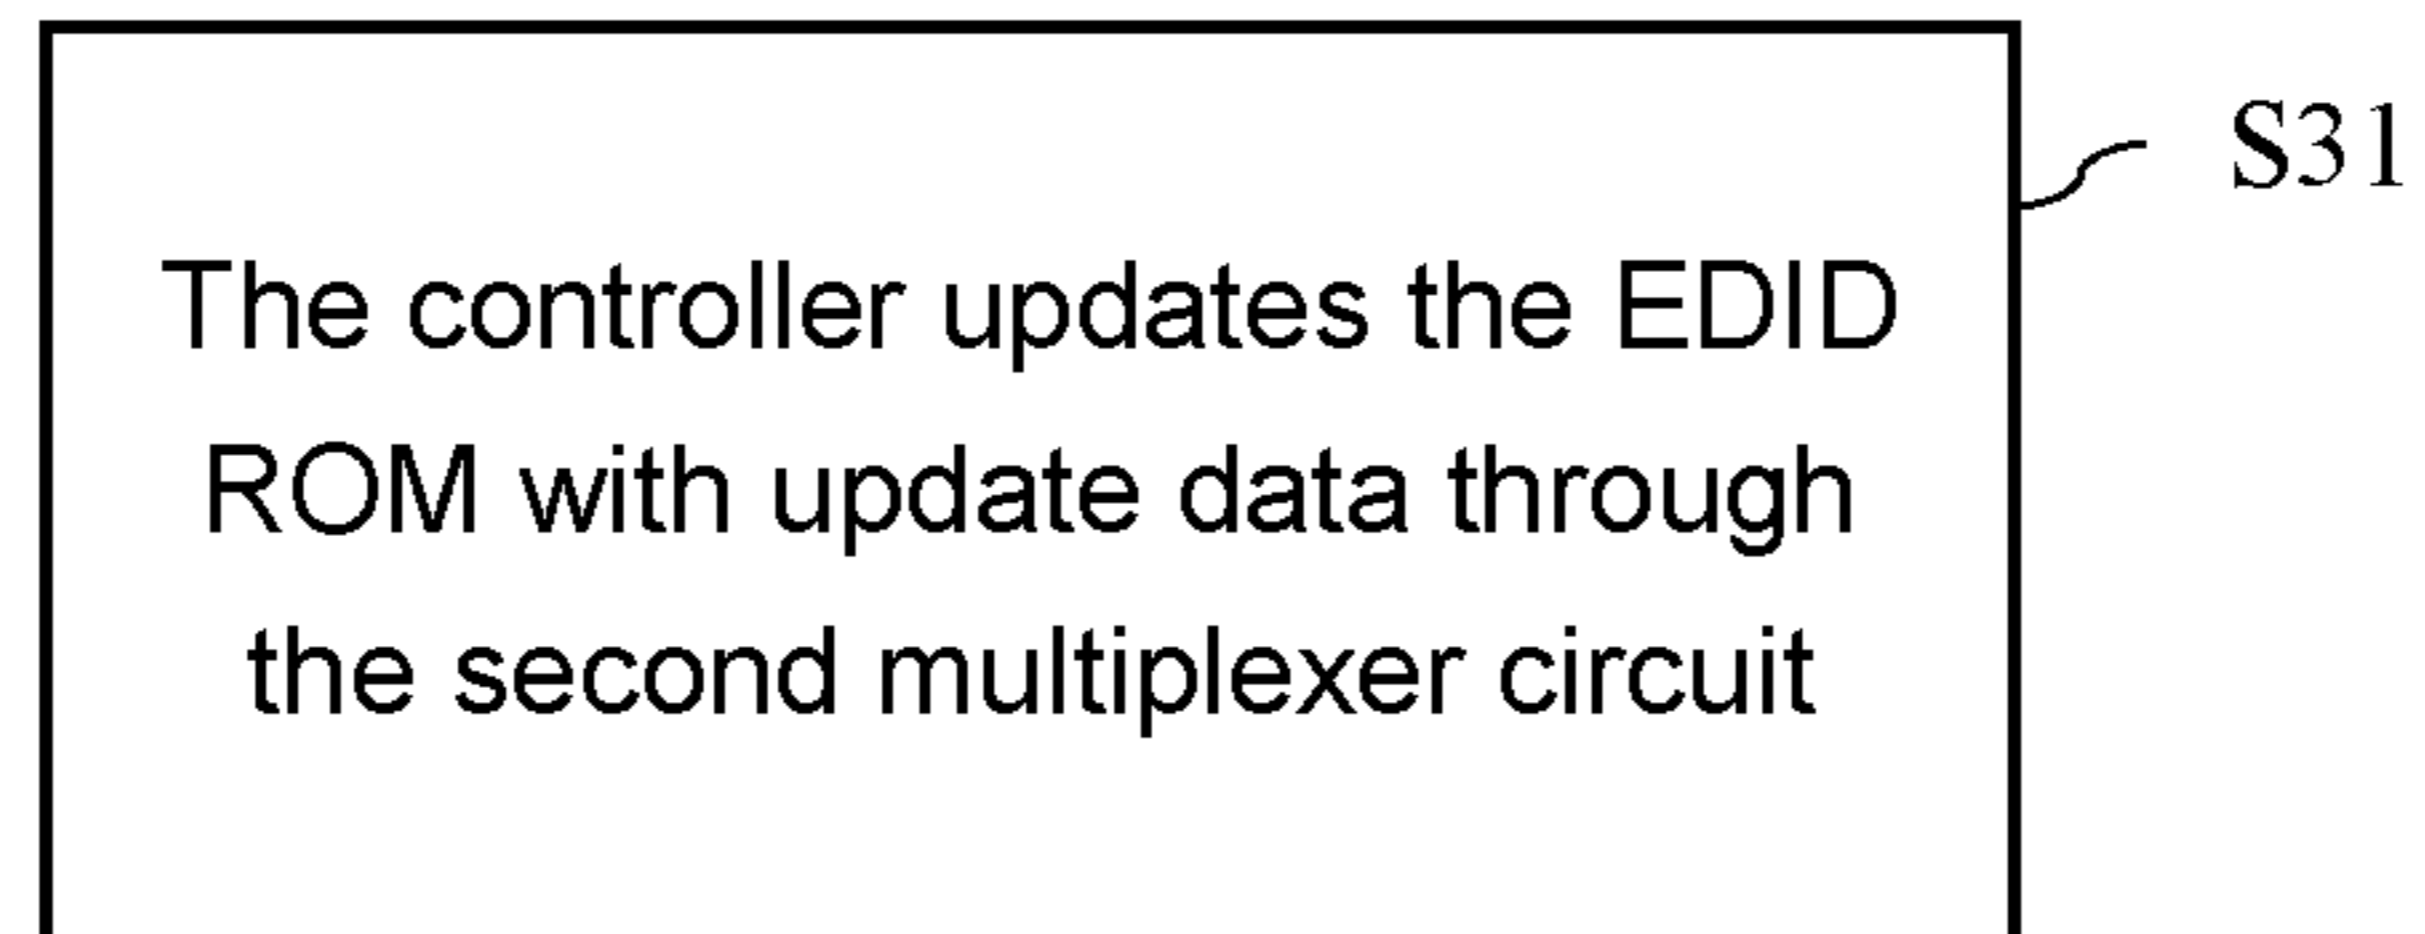 S31
The controller updates the EDID
ROM with update data through
the second multiplexer circuit